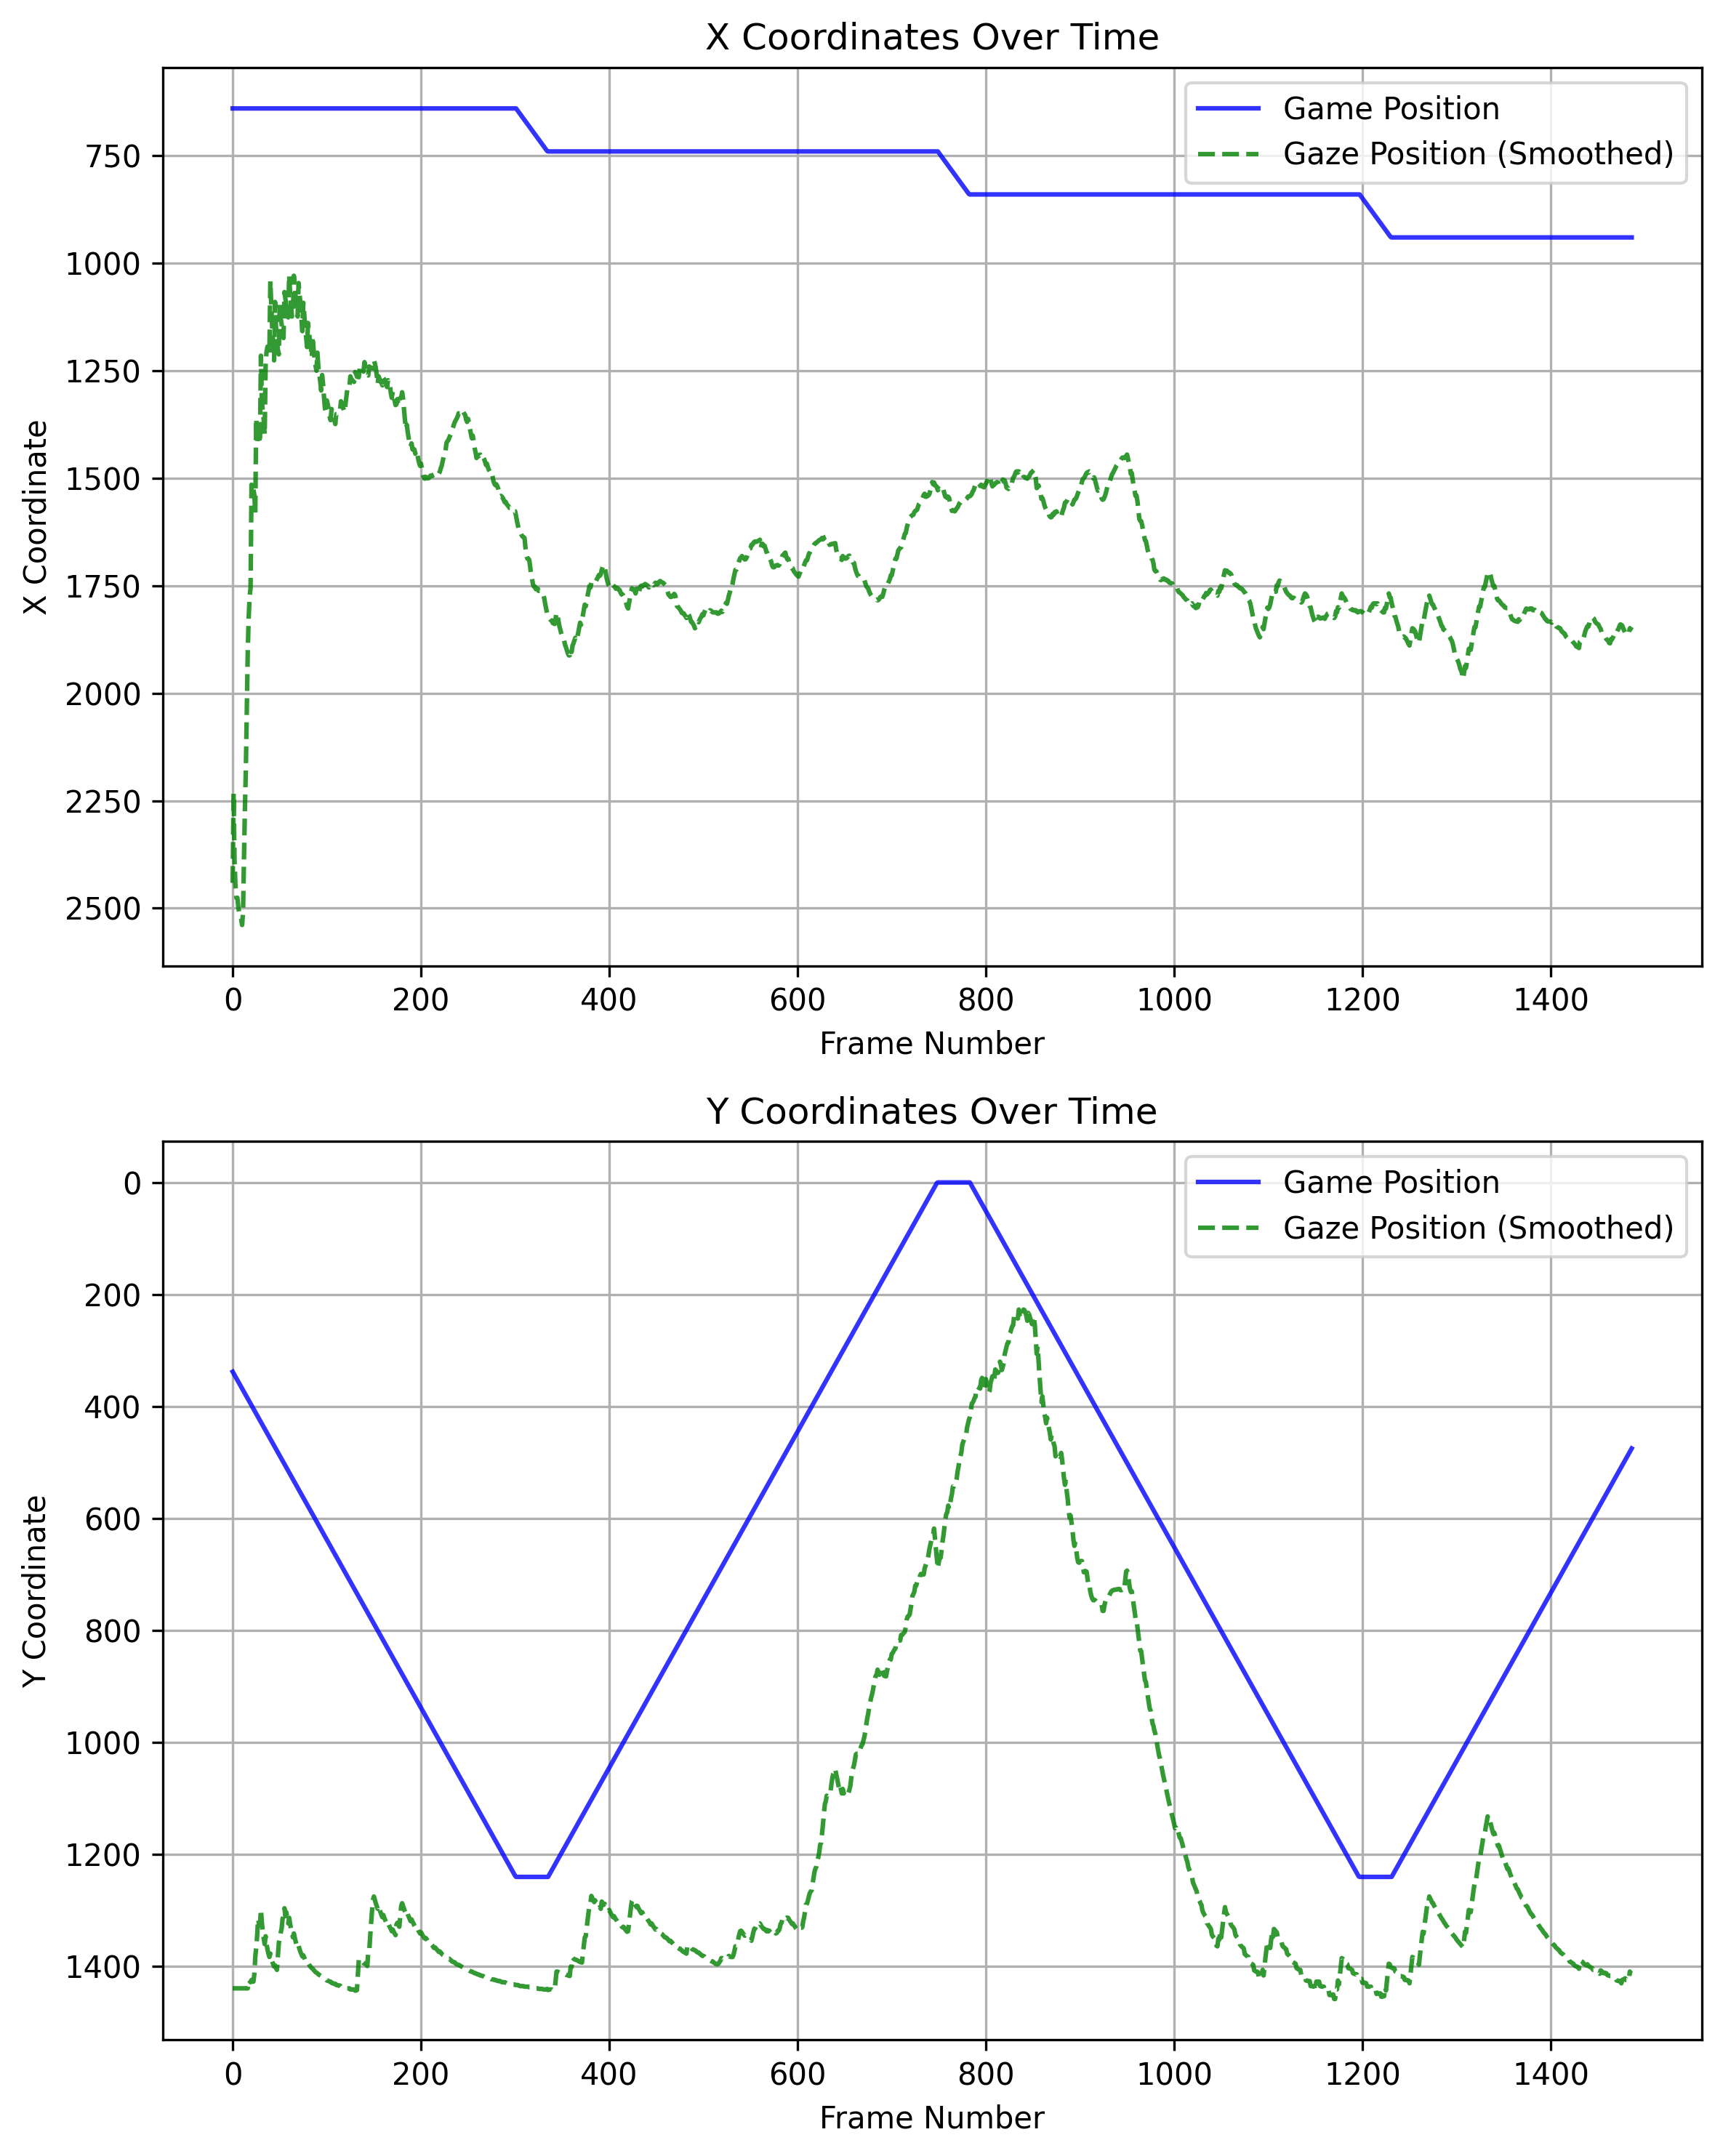 X Coordinates Over Time
Game Position
Gaze Position (Smoothed)
X Coordinate
750
1000
1250
1500
1750
2000
2250
2500
0 200 400 600 800 1000 1200 1400
Frame Number
Y Coordinates Over Time
Game Position
Gaze Position (Smoothed)
Y Coordinate
0
200
400
600
800
1000
1200
1400
0 200 400 600 800 1000 1200 1400
Frame Number